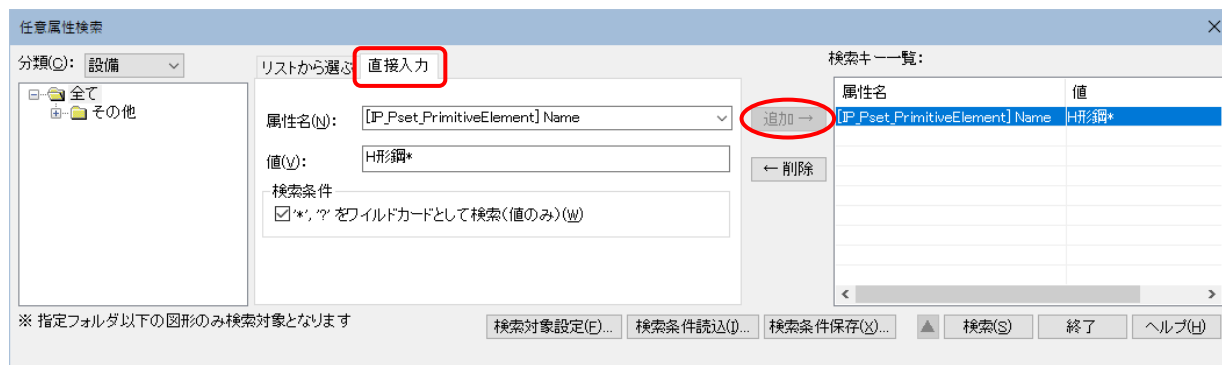 任意属性検索
分類(C): 設備
全て
その他
リストから選ぶ 直接入力
属性名(N): [IP_Pset_PrimitiveElement] Name
値(V): H形鋼*
検索条件
'*', '?' をワイルドカードとして検索(値のみ)(W)
追加 →
← 削除
検索キー一覧:
属性名 値
[IP_Pset_PrimitiveElement] Name H形鋼*
※ 指定フォルダ以下の図形のみ検索対象となります
検索対象設定(F)... 検索条件読込(I)... 検索条件保存(X)... ▲ 検索(S) 終了 ヘルプ(H)